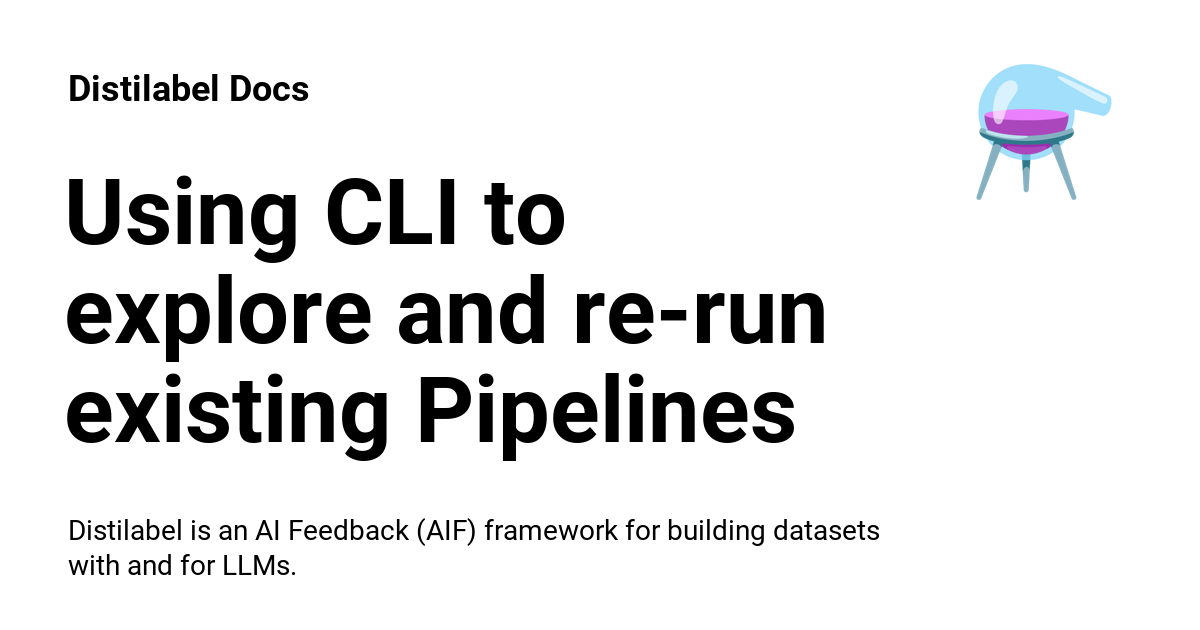 Distilabel Docs
Using CLI to
explore and re-run
existing Pipelines
Distilabel is an AI Feedback (AIF) framework for building datasets
with and for LLMs.